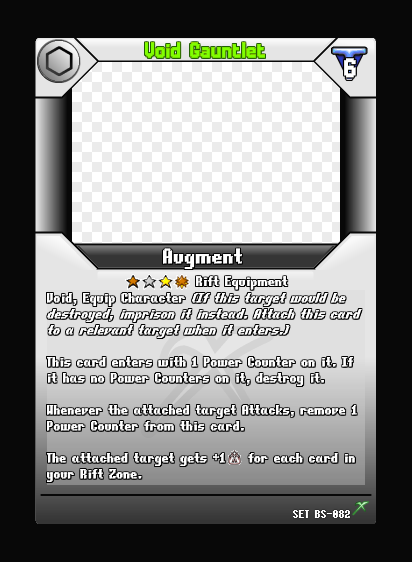 Void Gauntlet
6
Augment
Rift Equipment
Void, Equip Character (If this target would be
destroyed, imprison it instead. Attach this card
to a relevant target when it enters.)
This card enters with 1 Power Counter on it. If
it has no Power Counters on it, destroy it.
Whenever the attached target Attacks, remove 1
Power Counter from this card.
The attached target gets +1 for each card in
your Rift Zone.
SET BS-082